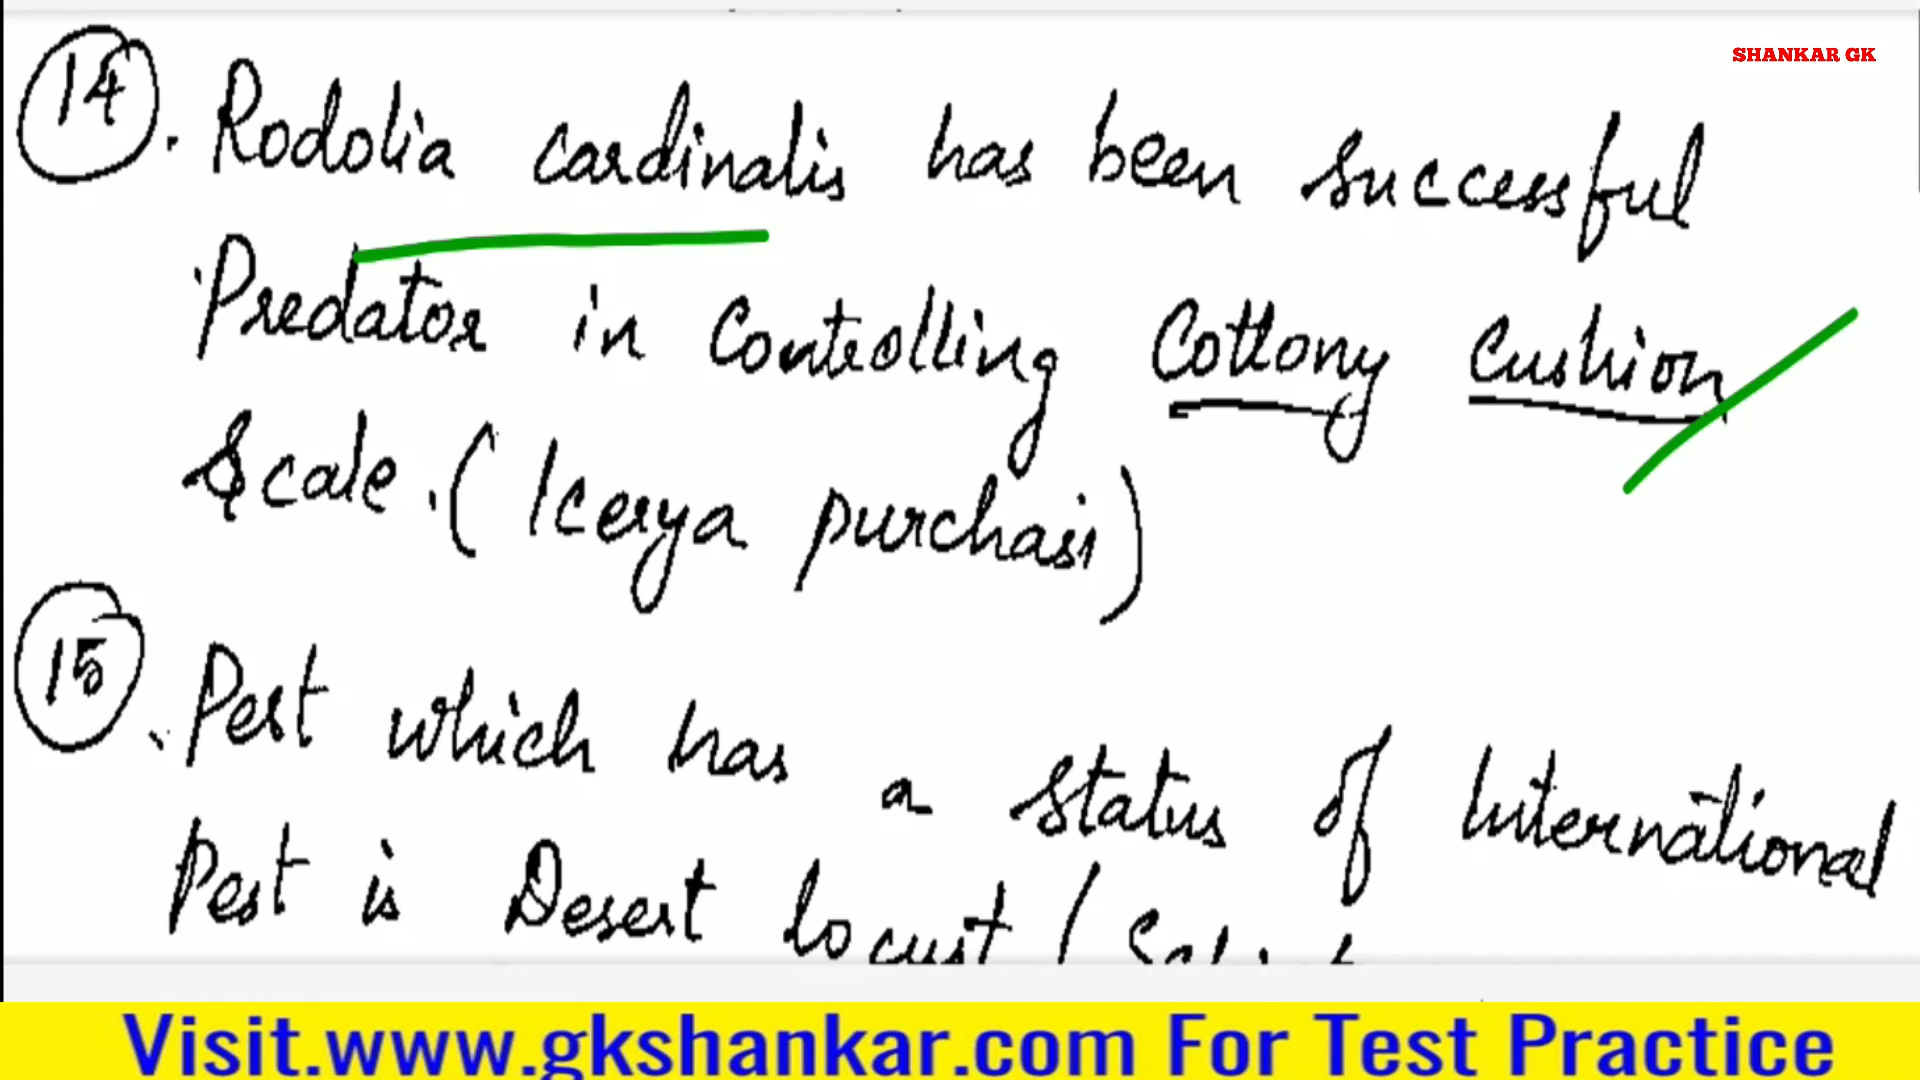 SHANKAR GK
14. Rodolia cardinalis has been successful
Predator in Controlling Cottony Cushion
Scale. (Icerya purchasi)
15. Pest which has a status of International
Pest is Desert locust (
Visit.www.gkshankar.com For Test Practice